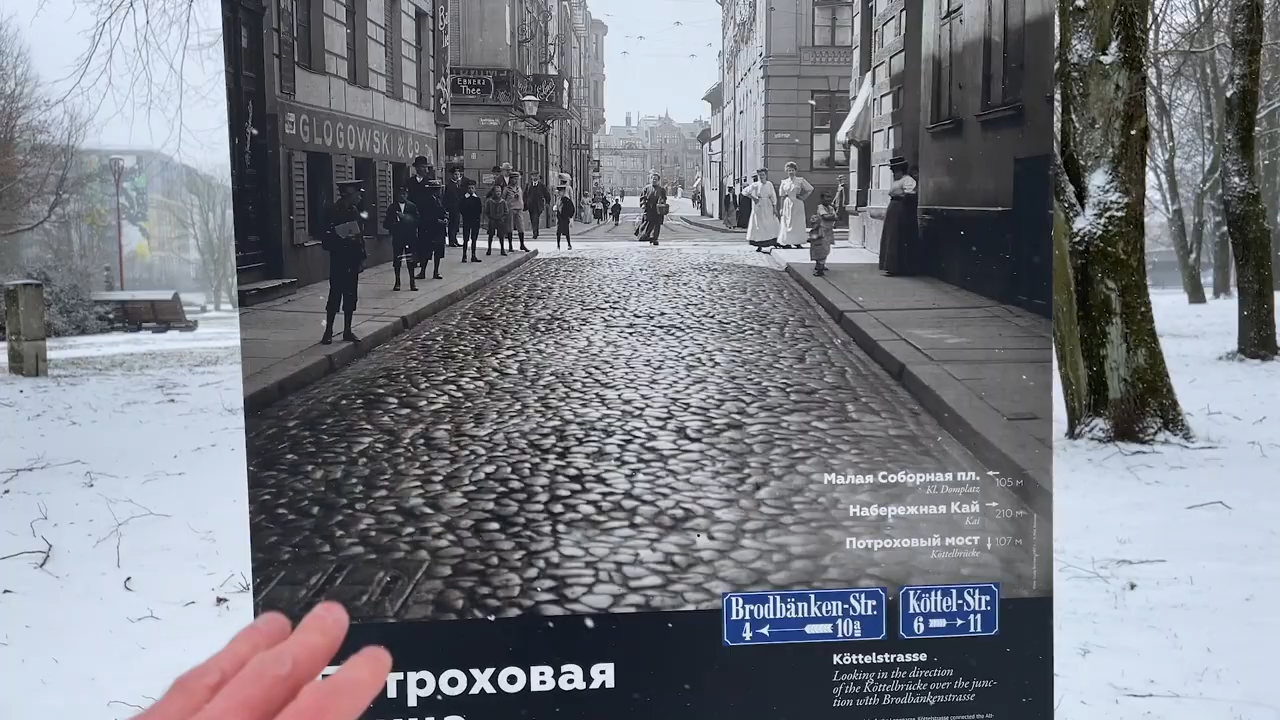 Ebners
Thee
GLOGOWSKI & Co
Малая Соборная пл. ← 105 м
Kl. Domplatz
Набережная Кай → 210 м
Kai
Потроховый мост ↓ 107 м
Köttelbrücke
Brodbänken-Str.
4 10a
Köttel-Str.
6 11
троховая
Köttelstrasse
Looking in the direction
of the Köttelbrücke over the junc-
tion with Brodbänkenstrasse